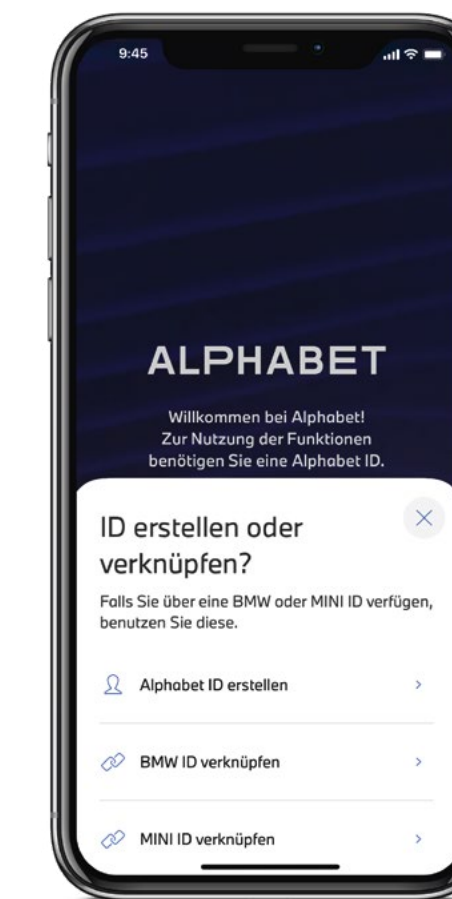 9:45
ALPHABET
Willkommen bei Alphabet!
Zur Nutzung der Funktionen
benötigen Sie eine Alphabet ID.
ID erstellen oder
verknüpfen?
Falls Sie über eine BMW oder MINI ID verfügen,
benutzen Sie diese.
Alphabet ID erstellen
BMW ID verknüpfen
MINI ID verknüpfen